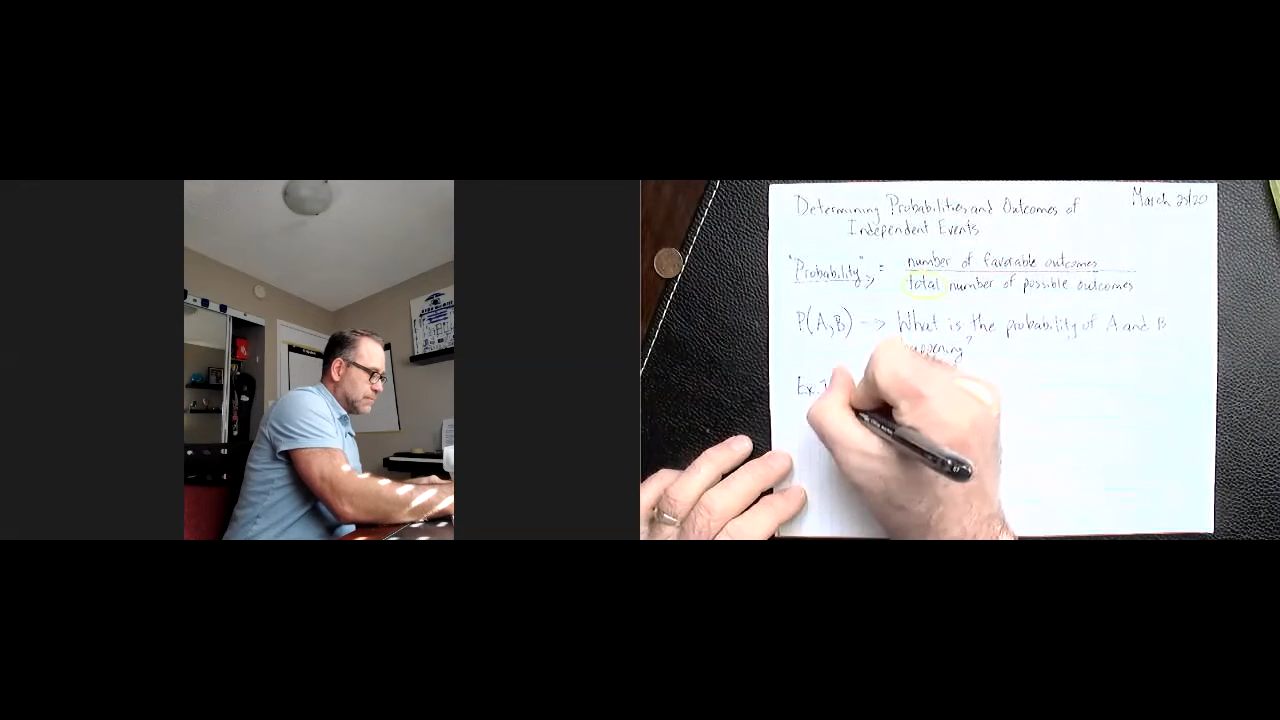 March 23/20
Determining Probabilities and Outcomes of
Independent Events
"Probability" = number of favorable outcomes
total number of possible outcomes
P(A,B) --> What is the probability of A and B
happening?
Ex.